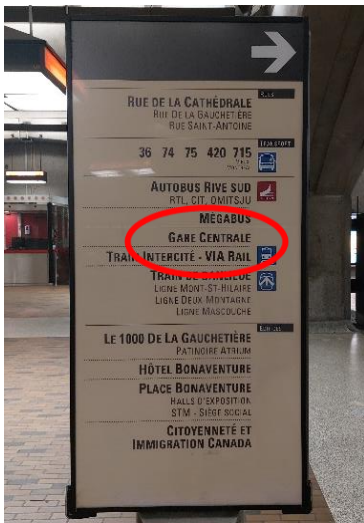 RUE DE LA CATHÉDRALE
RUE DE LA GAUCHETIÈRE
RUE SAINT-ANTOINE
36 74 75 420 715
AUTOBUS RIVE SUD
RTL, CIT, OMITSJU
MÉGABUS
GARE CENTRALE
TRAIN INTERCITÉ - VIA RAIL
TRAIN DE BANLIEUE
LIGNE MONT-ST-HILAIRE
LIGNE DEUX MONTAGNE
LIGNE MASCOUCHE
LE 1000 DE LA GAUCHETIÈRE
PATINOIRE ATRIUM
HÔTEL BONAVENTURE
PLACE BONAVENTURE
HALLS D'EXPOSITION
STM - SIÈGE SOCIAL
CITOYENNETÉ ET
IMMIGRATION CANADA